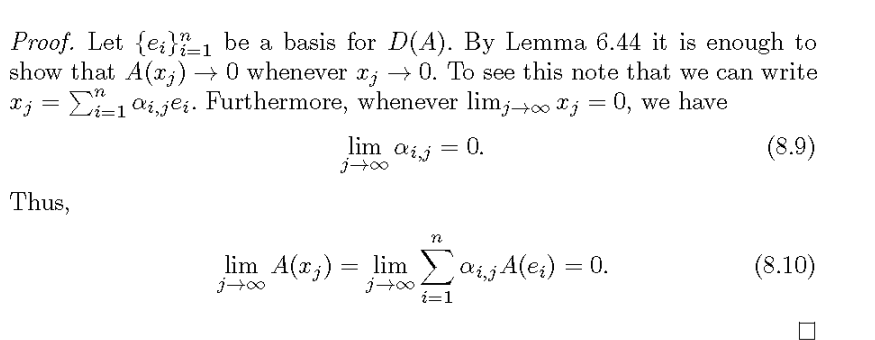 Proof. Let {e_i}_{i=1}^n be a basis for D(A). By Lemma 6.44 it is enough to
show that A(x_j) → 0 whenever x_j → 0. To see this note that we can write
x_j = ∑_{i=1}^n α_{i,j}e_i. Furthermore, whenever lim_{j→∞} x_j = 0, we have
lim_{j→∞} α_{i,j} = 0. (8.9)
Thus,
lim_{j→∞} A(x_j) = lim_{j→∞} ∑_{i=1}^n α_{i,j}A(e_i) = 0. (8.10)
□